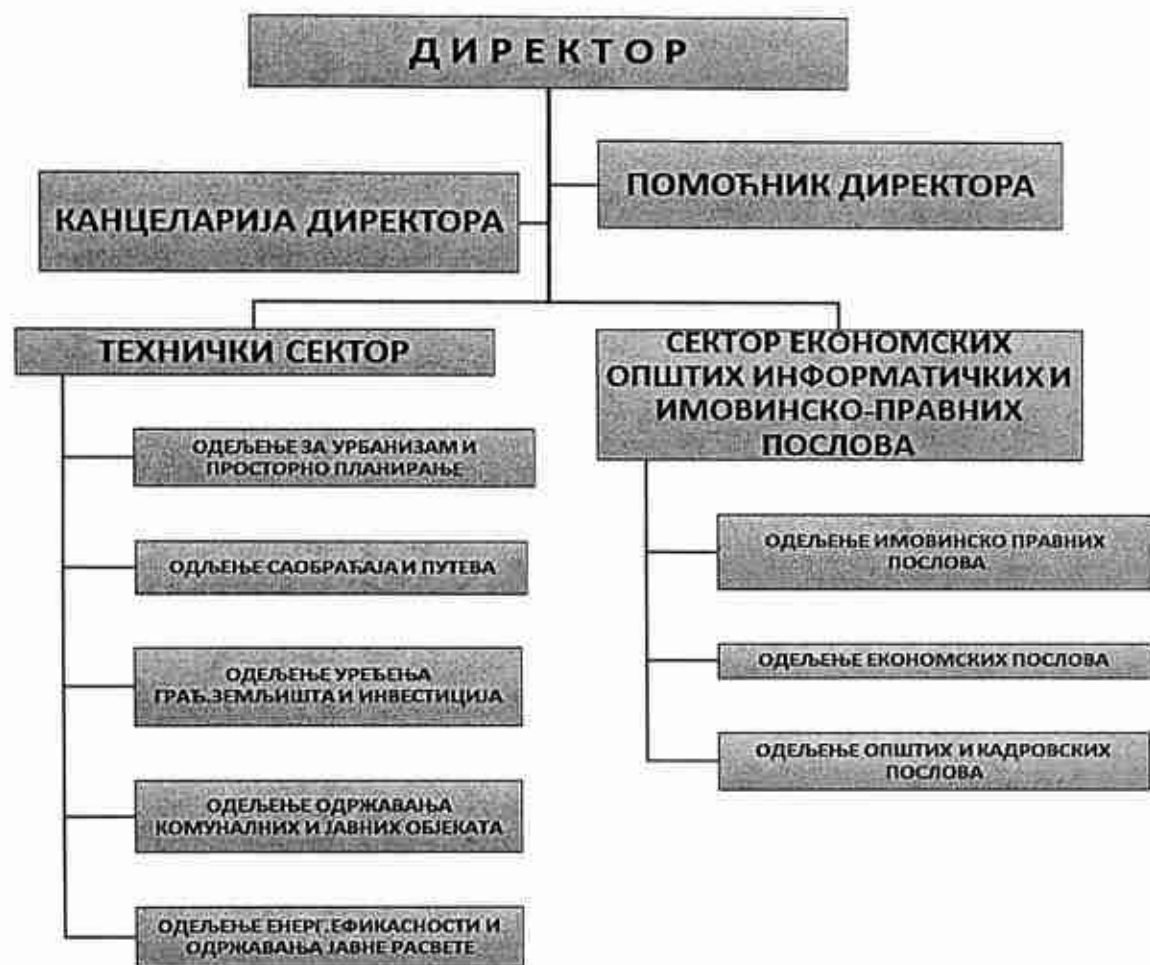 ДИРЕКТОР
ПОМОЋНИК ДИРЕКТОРА
КАНЦЕЛАРИЈА ДИРЕКТОРА
ТЕХНИЧКИ СЕКТОР
ОДЕЉЕЊЕ ЗА УРБАНИЗАМ И
ПРОСТОРНО ПЛАНИРАЊЕ
ОДЉЕЊЕ САОБРАЋАЈА И ПУТЕВА
ОДЕЉЕЊЕ УРЕЂЕЊА
ГРАЂ.ЗЕМЉИШТА И ИНВЕСТИЦИЈА
ОДЕЉЕЊЕ ОДРЖАВАЊА
КОМУНАЛНИХ И ЈАВНИХ ОБЈЕКАТА
ОДЕЉЕЊЕ ЕНЕРГ.ЕФИКАСНОСТИ И
ОДРЖАВАЊА ЈАВНЕ РАСВЕТЕ
СЕКТОР ЕКОНОМСКИХ
ОПШТИХ ИНФОРМАТИЧКИХ И
ИМОВИНСКО-ПРАВНИХ
ПОСЛОВА
ОДЕЉЕЊЕ ИМОВИНСКО ПРАВНИХ
ПОСЛОВА
ОДЕЉЕЊЕ ЕКОНОМСКИХ ПОСЛОВА
ОДЕЉЕЊЕ ОПШТИХ И КАДРОВСКИХ
ПОСЛОВА